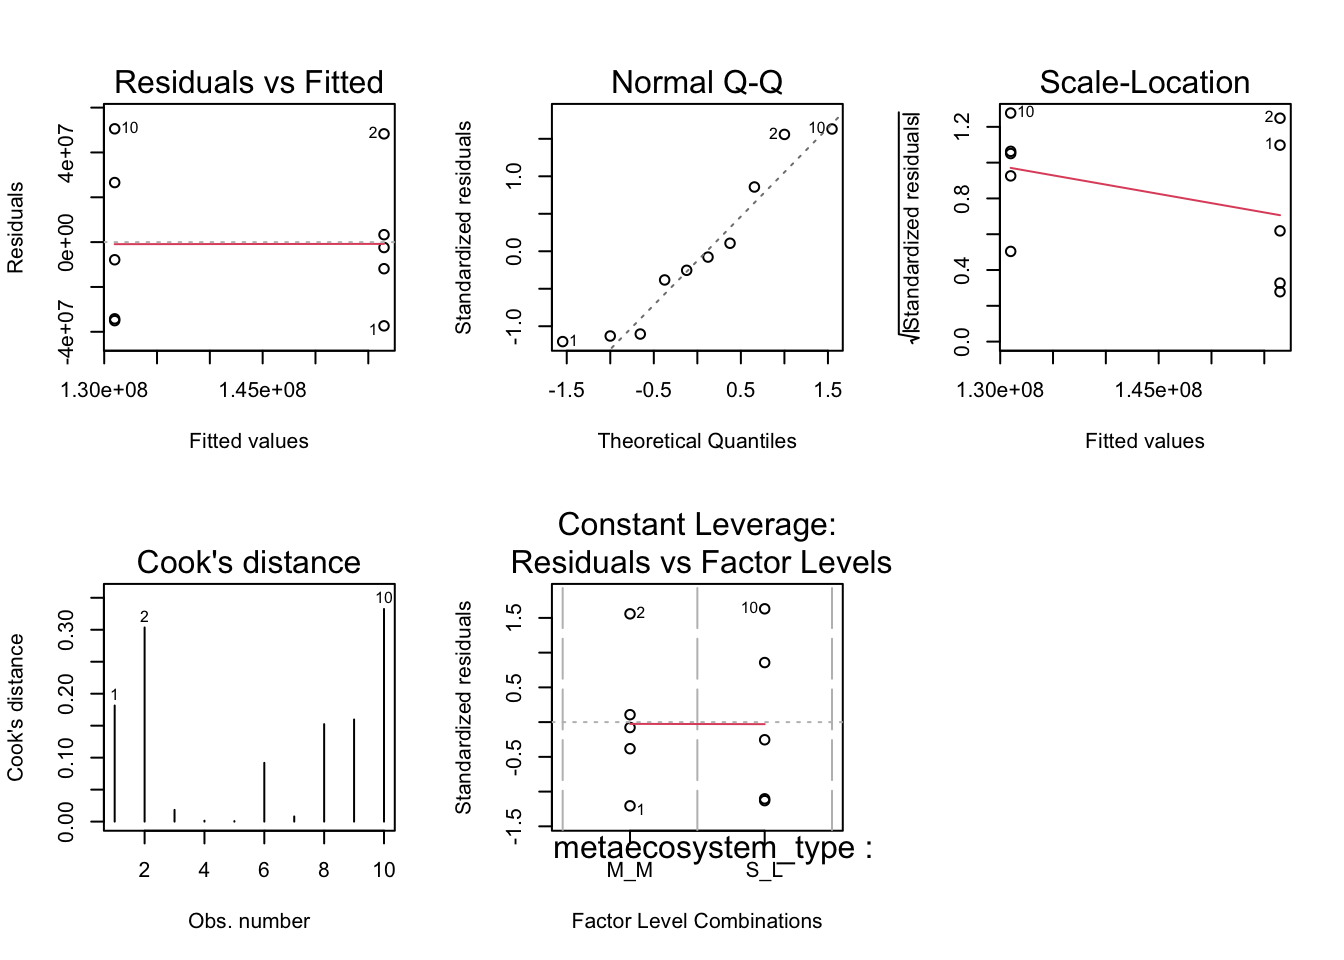 Residuals vs Fitted
Residuals
4e+07
0e+00
-4e+07
10
2
1
1.30e+08 1.45e+08
Fitted values
Normal Q-Q
Standardized residuals
1.0
0.0
-1.0
2
10
1
-1.5 -0.5 0.5 1.5
Theoretical Quantiles
Scale-Location
√|Standardized residuals|
1.2
0.8
0.4
0.0
10
2
1
1.30e+08 1.45e+08
Fitted values
Cook's distance
Cook's distance
0.30
0.20
0.10
0.00
1
2
10
2 4 6 8 10
Obs. number
Constant Leverage:
Residuals vs Factor Levels
Standardized residuals
1.5
0.5
-0.5
-1.5
2
10
1
metaecosystem_type :
M_M S_L
Factor Level Combinations